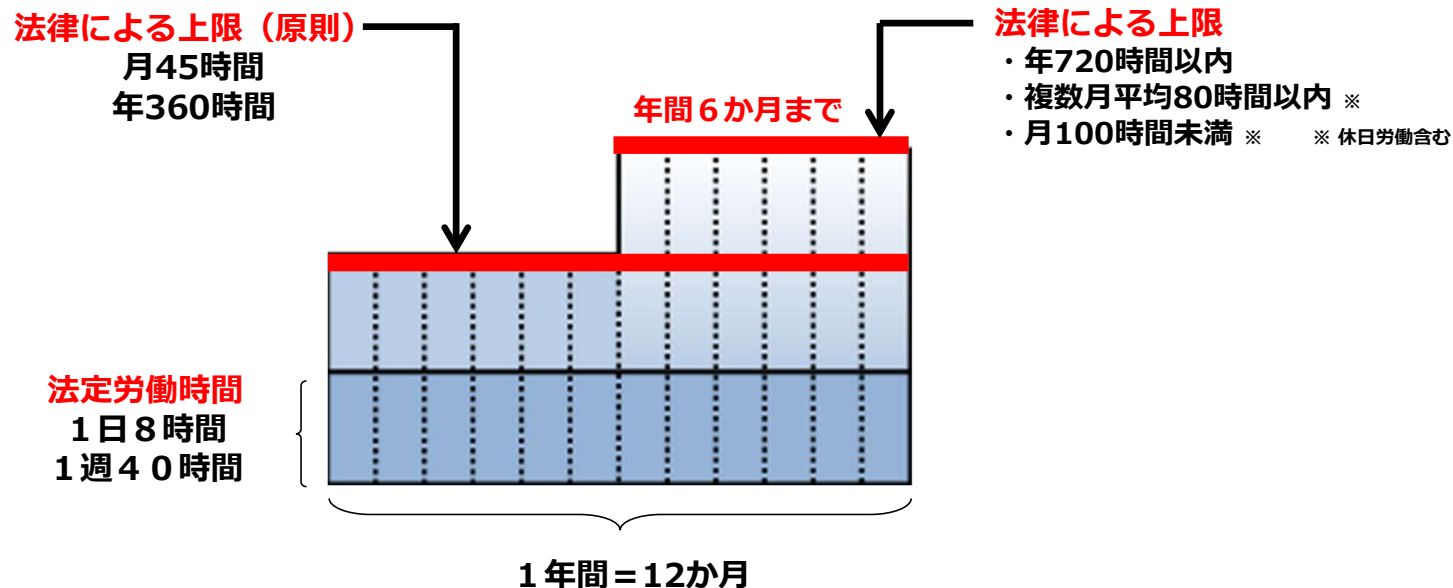 法律による上限（原則）
月45時間
年360時間
法律による上限
・年720時間以内
・複数月平均80時間以内 ※
・月100時間未満 ※ ※ 休日労働含む
年間６か月まで
法定労働時間
１日８時間
１週４０時間
１年間＝12か月